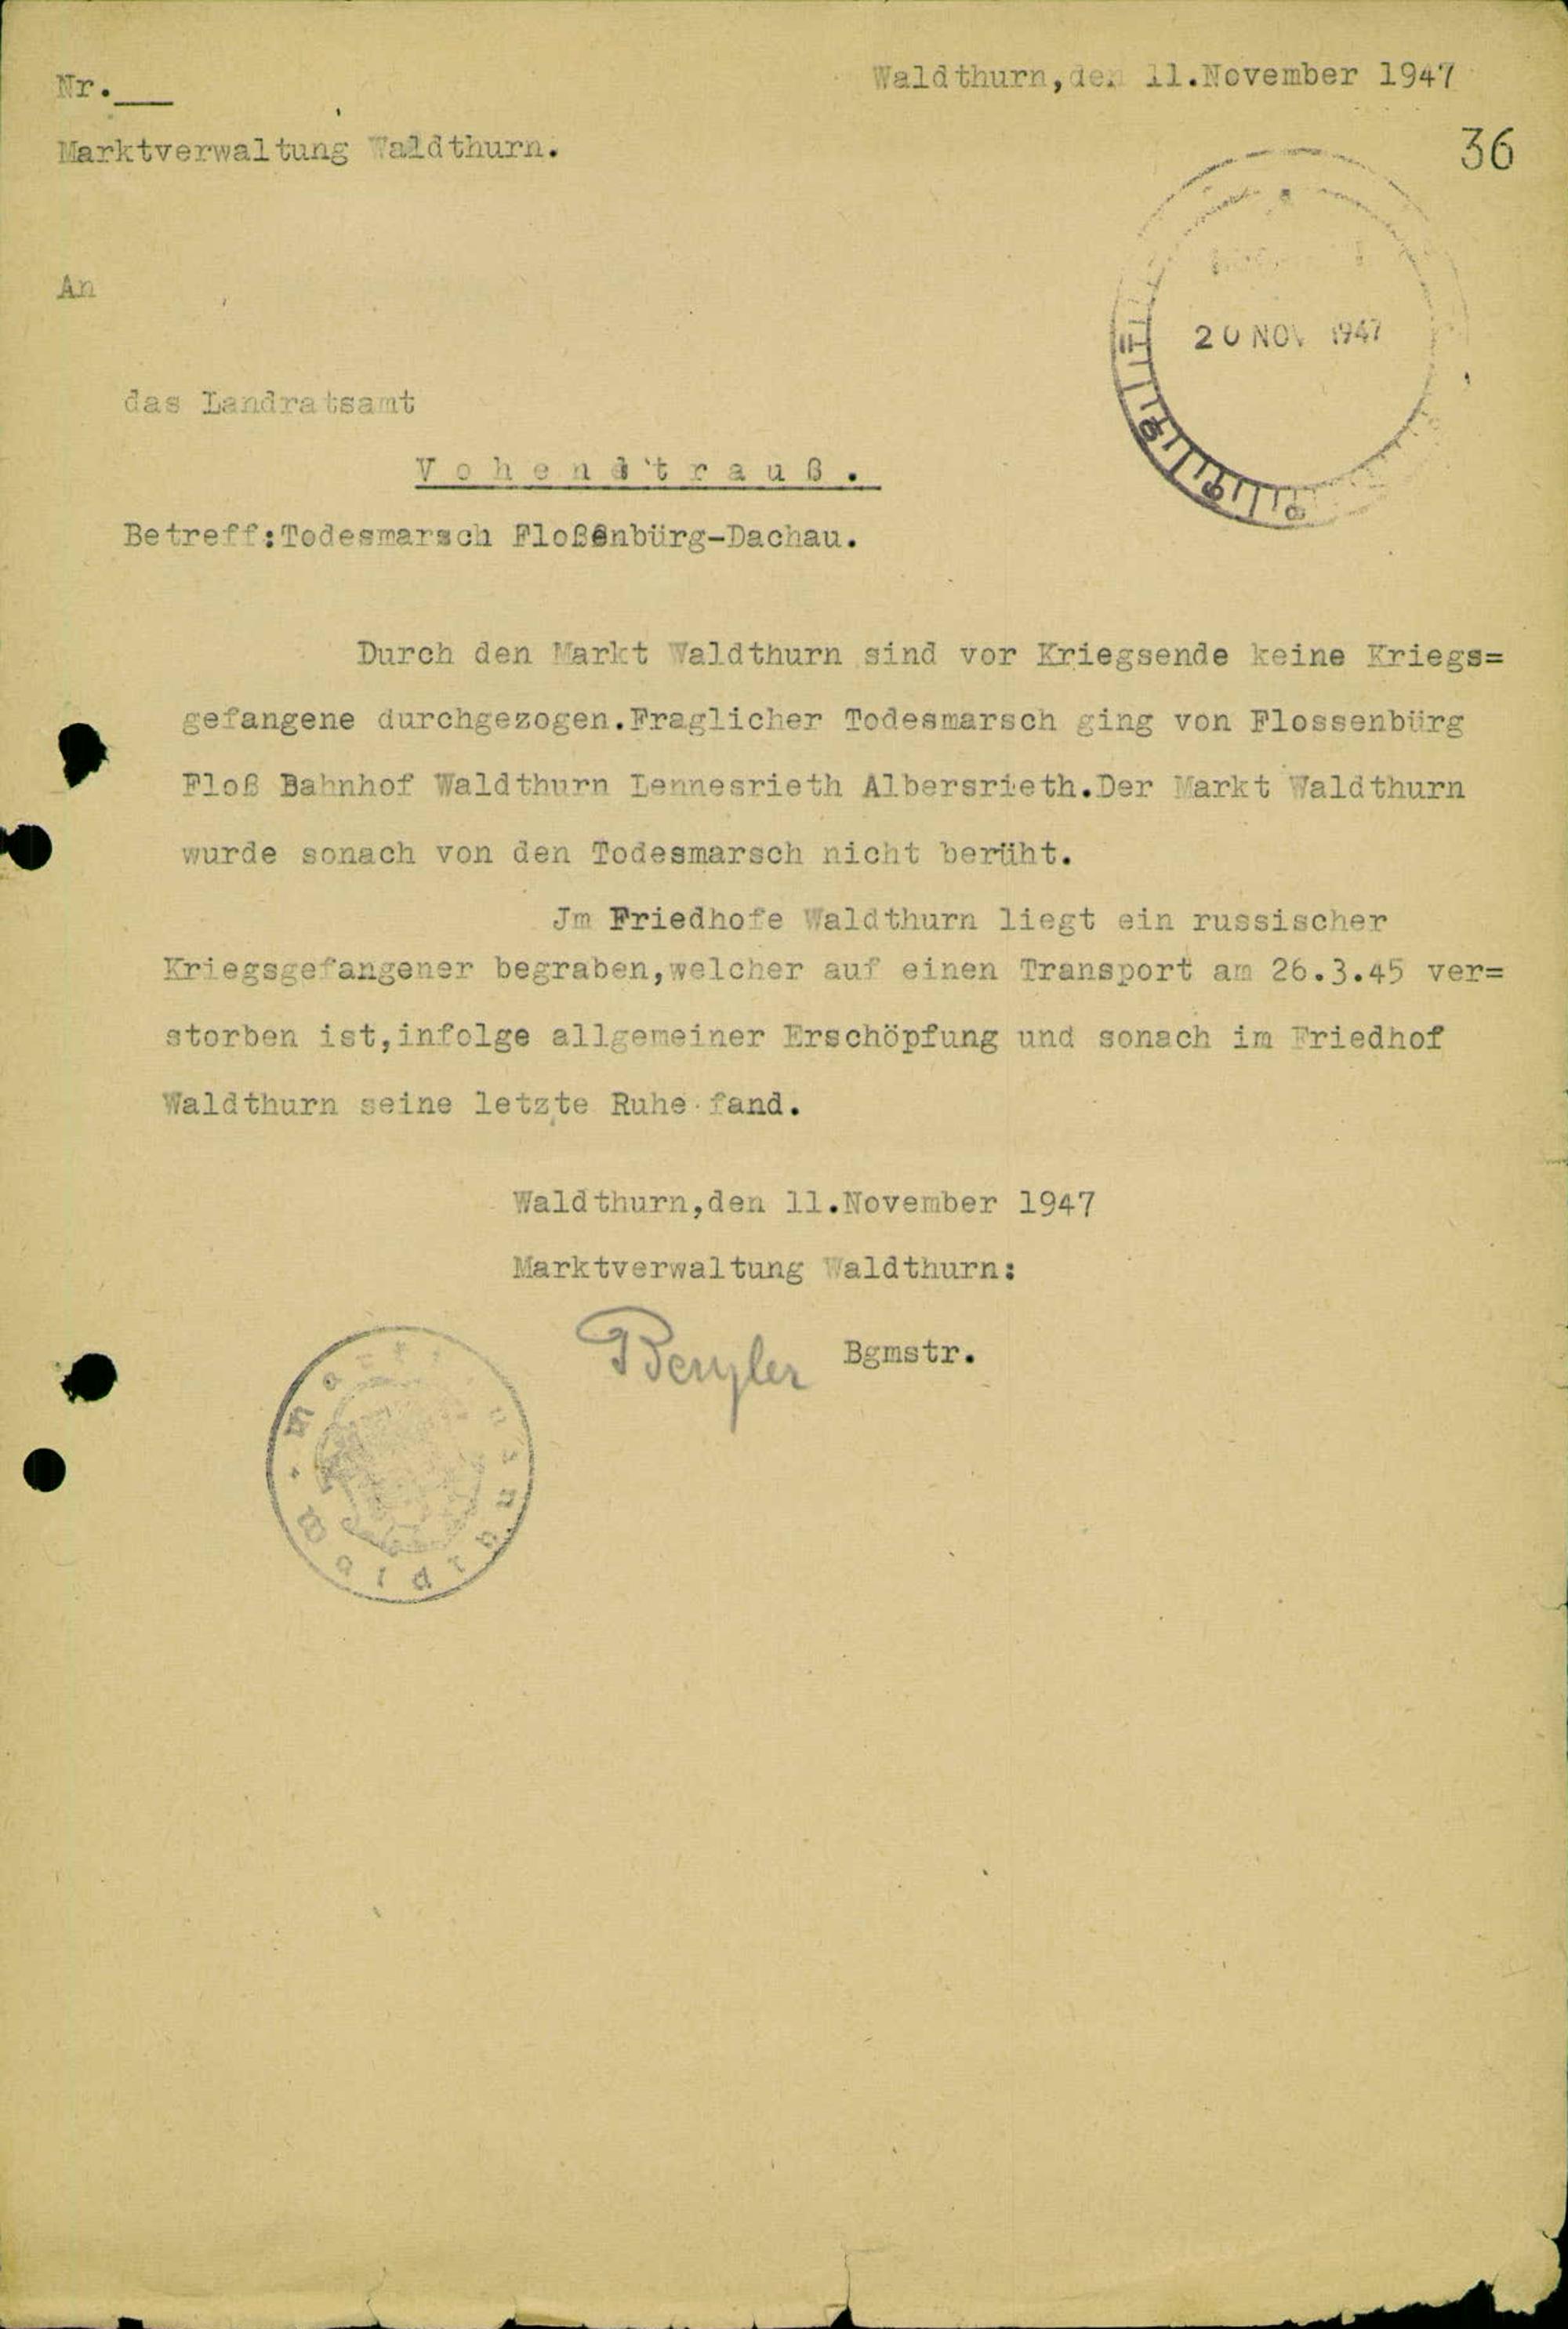 Nr.___
Waldthurn,den 11.November 1947
Marktverwaltung Waldthurn.
36
An
20 NOV 1947
das Landratsamt
Vohenstrauß.
Betreff:Todesmarsch Floßenbürg-Dachau.
Durch den Markt Waldthurn sind vor Kriegsende keine Kriegs=
gefangene durchgezogen.Fraglicher Todesmarsch ging von Flossenbürg
Floß Bahnhof Waldthurn Lennesrieth Albersrieth.Der Markt Waldthurn
wurde sonach von den Todesmarsch nicht berüht.
Jm Friedhofe Waldthurn liegt ein russischer
Kriegsgefangener begraben,welcher auf einen Transport am 26.3.45 ver=
storben ist,infolge allgemeiner Erschöpfung und sonach im Friedhof
Waldthurn seine letzte Ruhe fand.
Waldthurn,den 11.November 1947
Marktverwaltung Waldthurn:
Bergler Bgmstr.
Markt Waldthurn